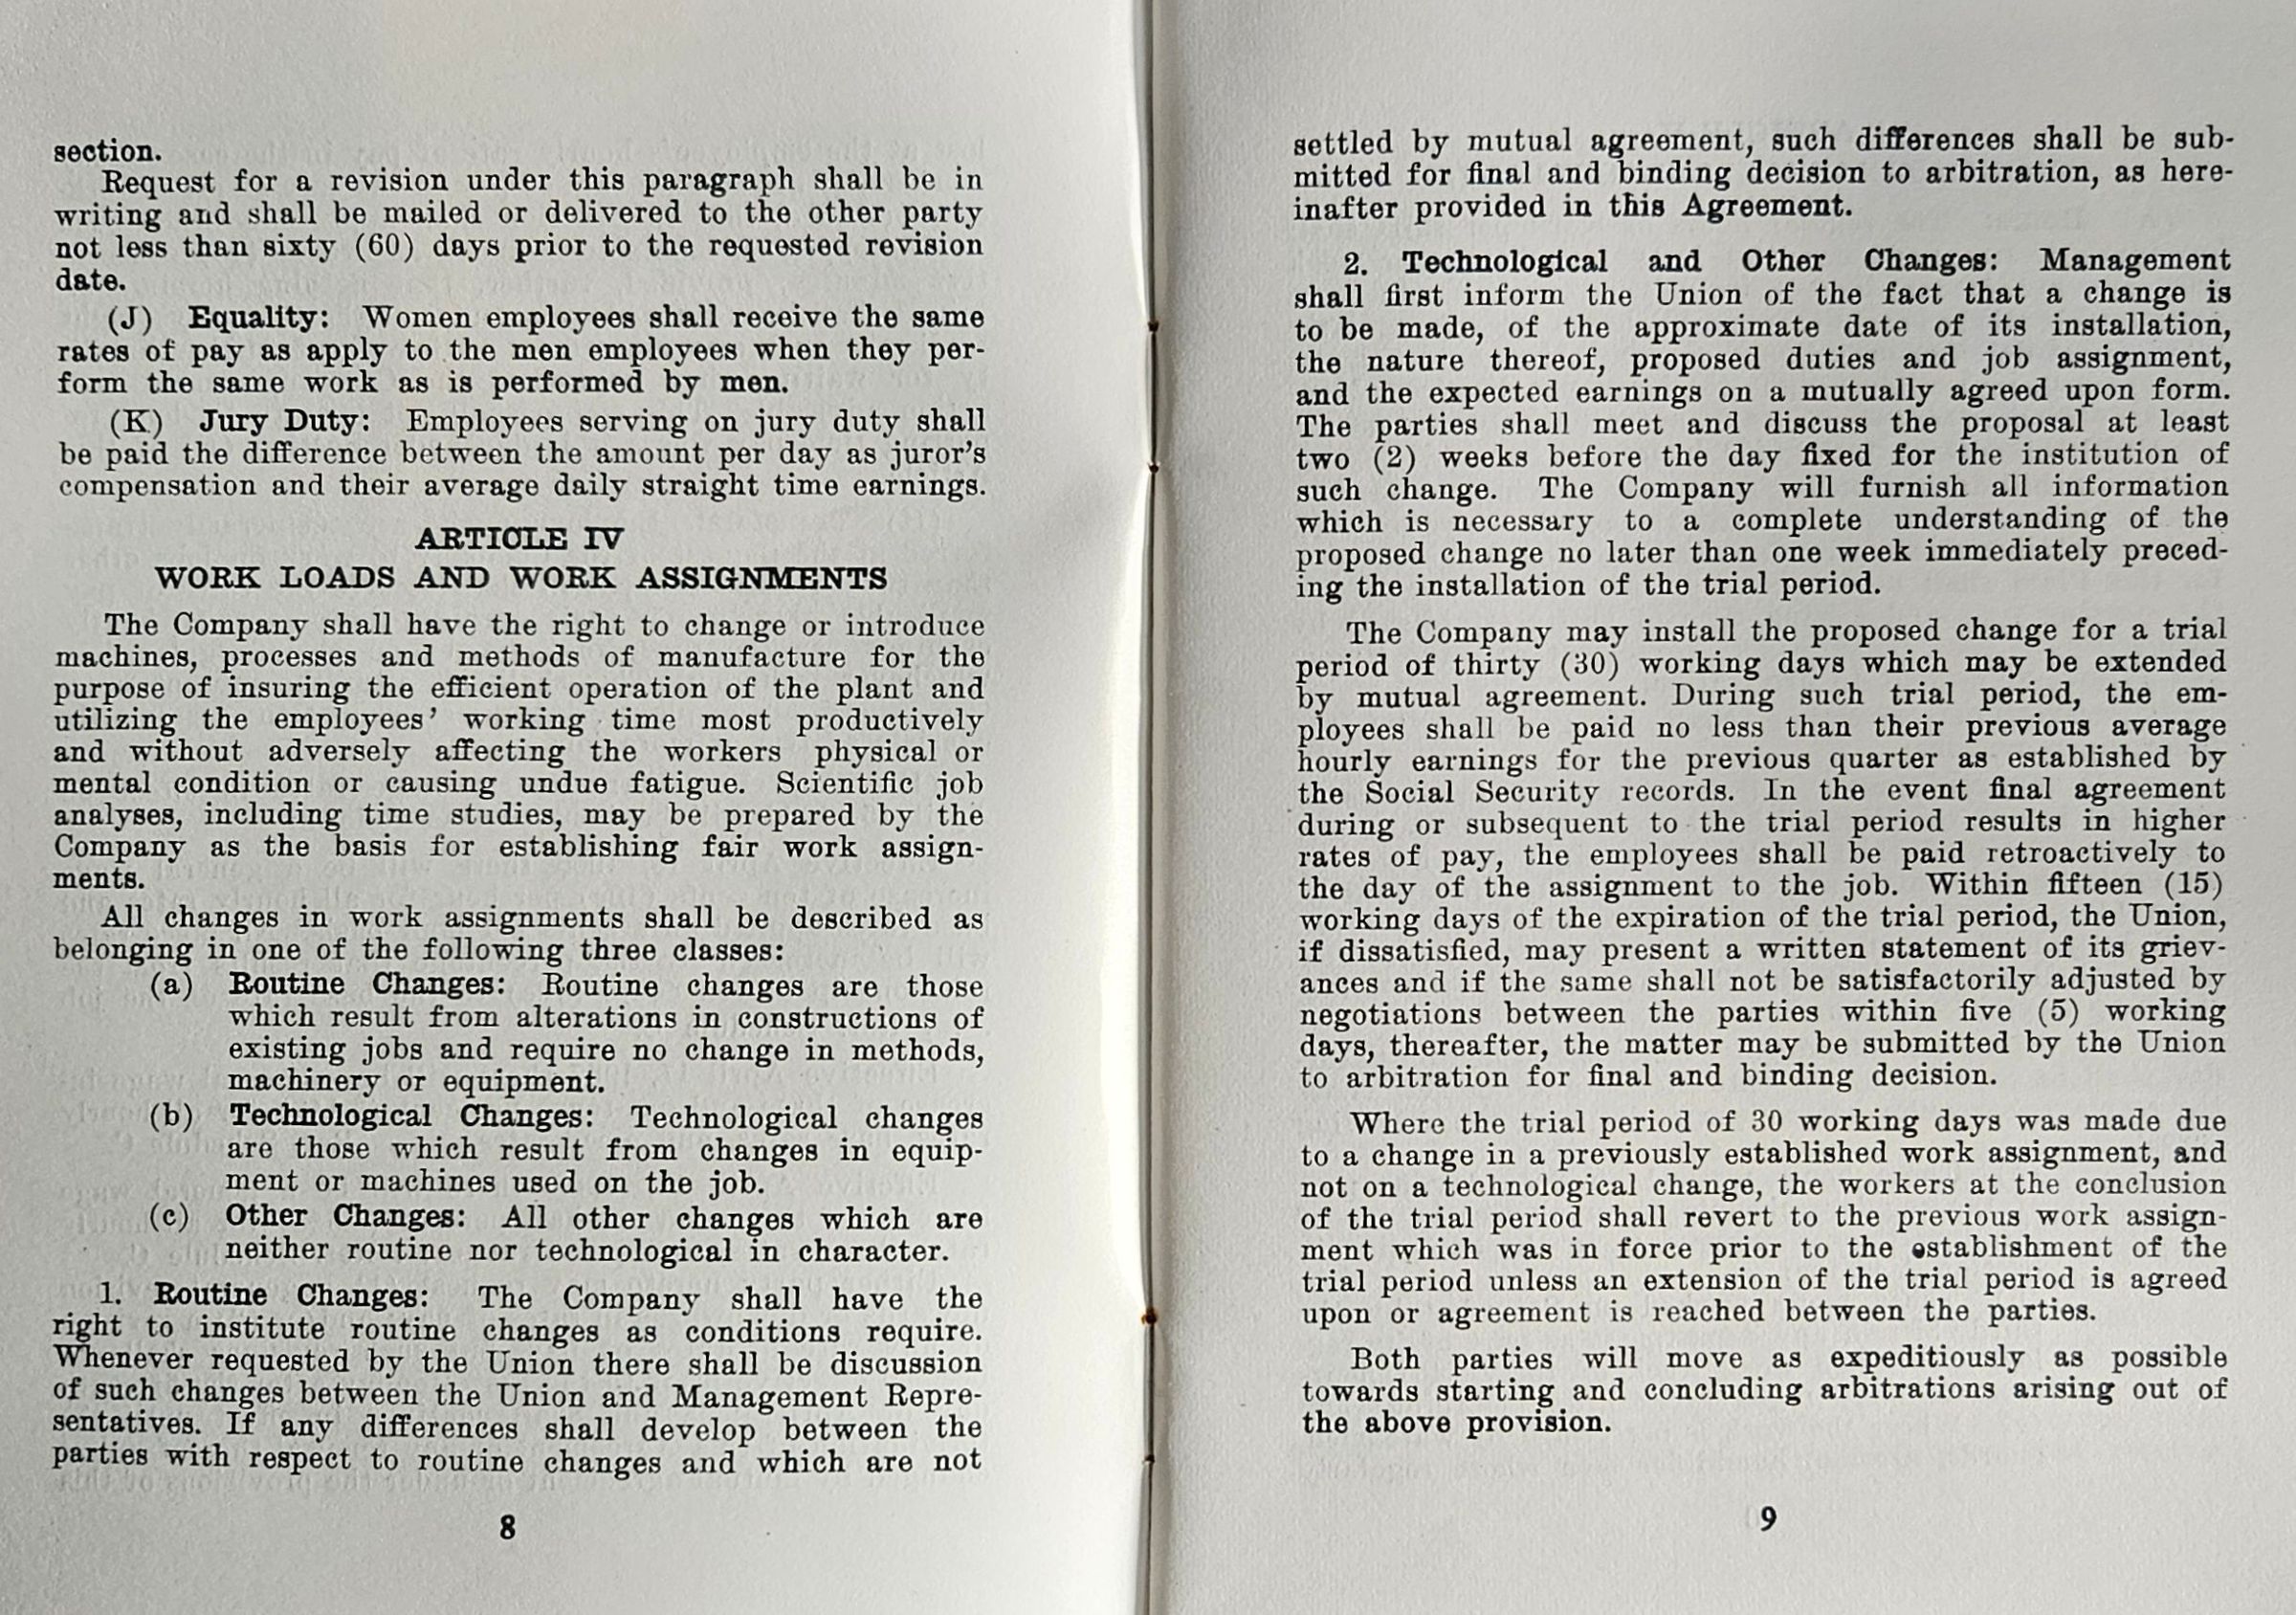 section.
Request for a revision under this paragraph shall be in
writing and shall be mailed or delivered to the other party
not less than sixty (60) days prior to the requested revision
date.
(J) Equality: Women employees shall receive the same
rates of pay as apply to the men employees when they per-
form the same work as is performed by men.
(K) Jury Duty: Employees serving on jury duty shall
be paid the difference between the amount per day as juror's
compensation and their average daily straight time earnings.
ARTICLE IV
WORK LOADS AND WORK ASSIGNMENTS
The Company shall have the right to change or introduce
machines, processes and methods of manufacture for the
purpose of insuring the efficient operation of the plant and
utilizing the employees' working time most productively
and without adversely affecting the workers physical or
mental condition or causing undue fatigue. Scientific job
analyses, including time studies, may be prepared by the
Company as the basis for establishing fair work assign-
ments.
All changes in work assignments shall be described as
belonging in one of the following three classes:
(a) Routine Changes: Routine changes are those
which result from alterations in constructions of
existing jobs and require no change in methods,
machinery or equipment.
(b) Technological Changes: Technological changes
are those which result from changes in equip-
ment or machines used on the job.
(c) Other Changes: All other changes which are
neither routine nor technological in character.
1. Routine Changes: The Company shall have the
right to institute routine changes as conditions require.
Whenever requested by the Union there shall be discussion
of such changes between the Union and Management Repre-
sentatives. If any differences shall develop between the
parties with respect to routine changes and which are not
8
settled by mutual agreement, such differences shall be sub-
mitted for final and binding decision to arbitration, as here-
inafter provided in this Agreement.
2. Technological and Other Changes: Management
shall first inform the Union of the fact that a change is
to be made, of the approximate date of its installation,
the nature thereof, proposed duties and job assignment,
and the expected earnings on a mutually agreed upon form.
The parties shall meet and discuss the proposal at least
two (2) weeks before the day fixed for the institution of
such change. The Company will furnish all information
which is necessary to a complete understanding of the
proposed change no later than one week immediately preced-
ing the installation of the trial period.
The Company may install the proposed change for a trial
period of thirty (30) working days which may be extended
by mutual agreement. During such trial period, the em-
ployees shall be paid no less than their previous average
hourly earnings for the previous quarter as established by
the Social Security records. In the event final agreement
during or subsequent to the trial period results in higher
rates of pay, the employees shall be paid retroactively to
the day of the assignment to the job. Within fifteen (15)
working days of the expiration of the trial period, the Union,
if dissatisfied, may present a written statement of its griev-
ances and if the same shall not be satisfactorily adjusted by
negotiations between the parties within five (5) working
days, thereafter, the matter may be submitted by the Union
to arbitration for final and binding decision.
Where the trial period of 30 working days was made due
to a change in a previously established work assignment, and
not on a technological change, the workers at the conclusion
of the trial period shall revert to the previous work assign-
ment which was in force prior to the establishment of the
trial period unless an extension of the trial period is agreed
upon or agreement is reached between the parties.
Both parties will move as expeditiously as possible
towards starting and concluding arbitrations arising out of
the above provision.
9